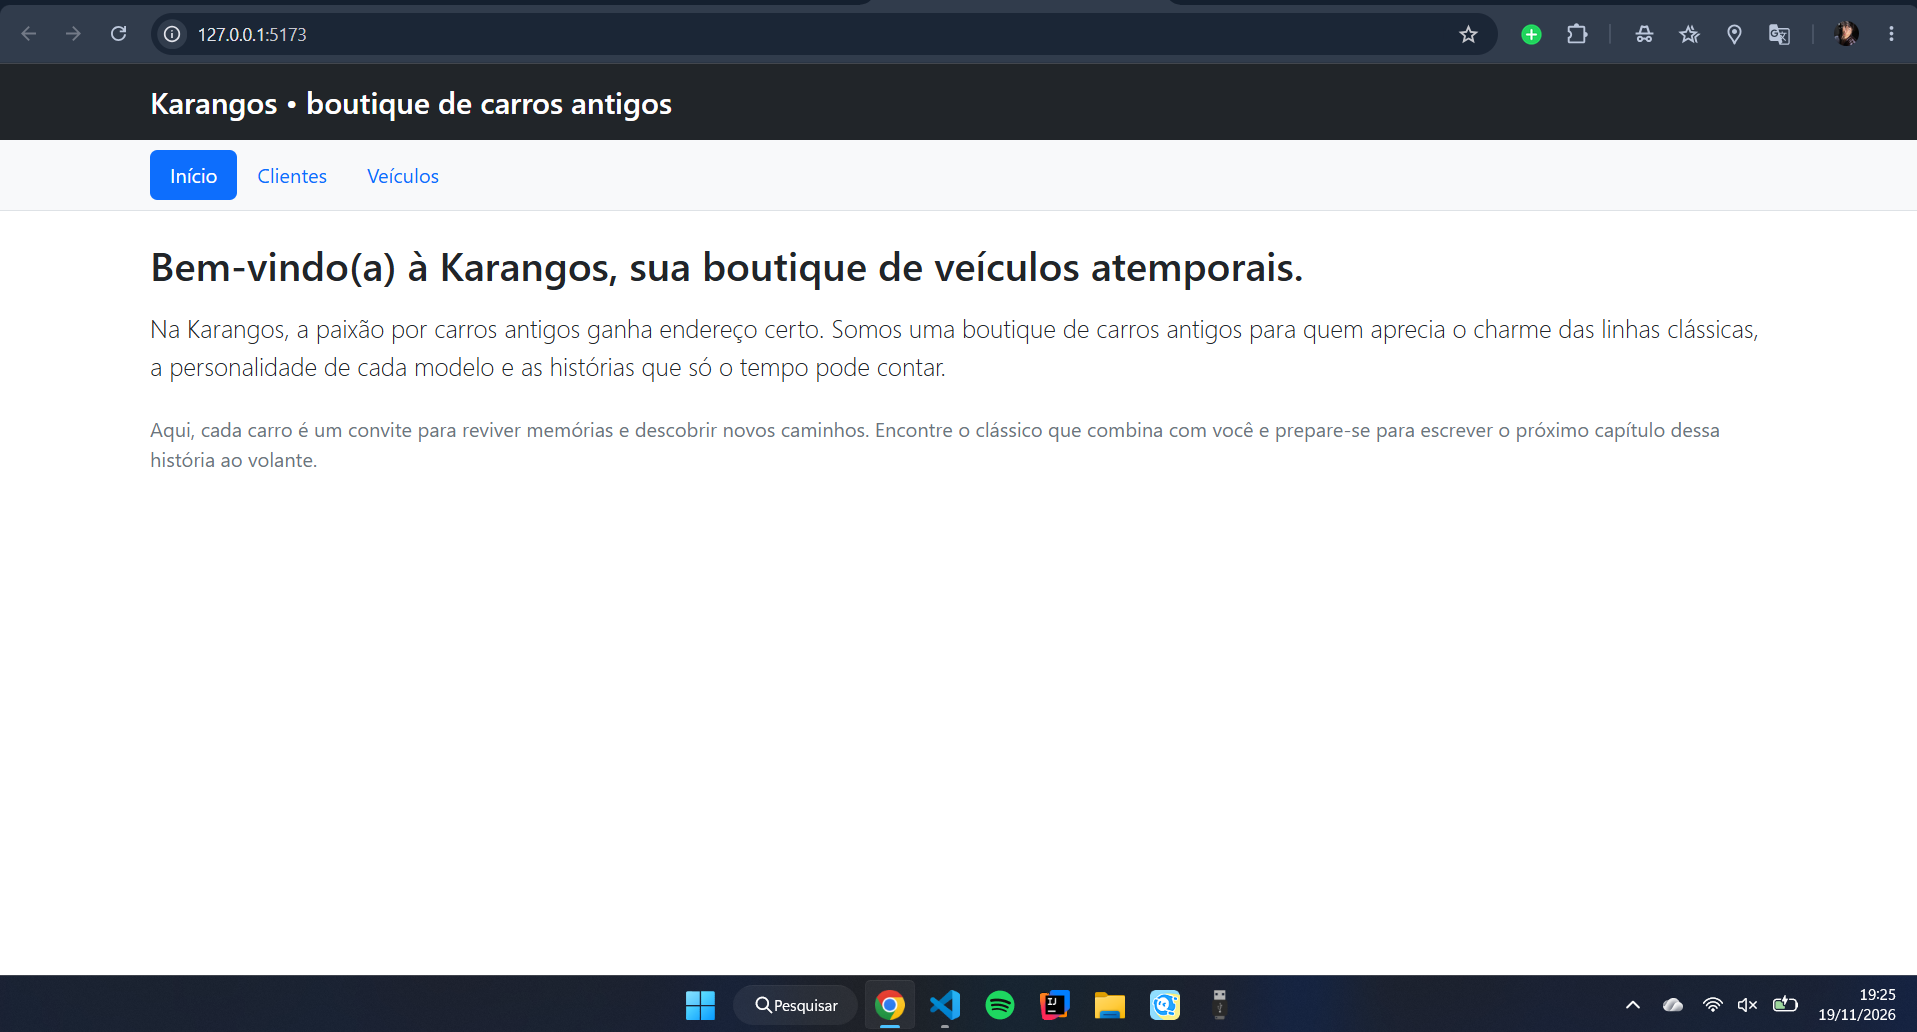 127.0.0.1:5173
Karangos • boutique de carros antigos
Início Clientes Veículos
Bem-vindo(a) à Karangos, sua boutique de veículos atemporais.
Na Karangos, a paixão por carros antigos ganha endereço certo. Somos uma boutique de carros antigos para quem aprecia o charme das linhas clássicas,
a personalidade de cada modelo e as histórias que só o tempo pode contar.
Aqui, cada carro é um convite para reviver memórias e descobrir novos caminhos. Encontre o clássico que combina com você e prepare-se para escrever o próximo capítulo dessa
história ao volante.
Pesquisar
IJ
19:25
19/11/2026